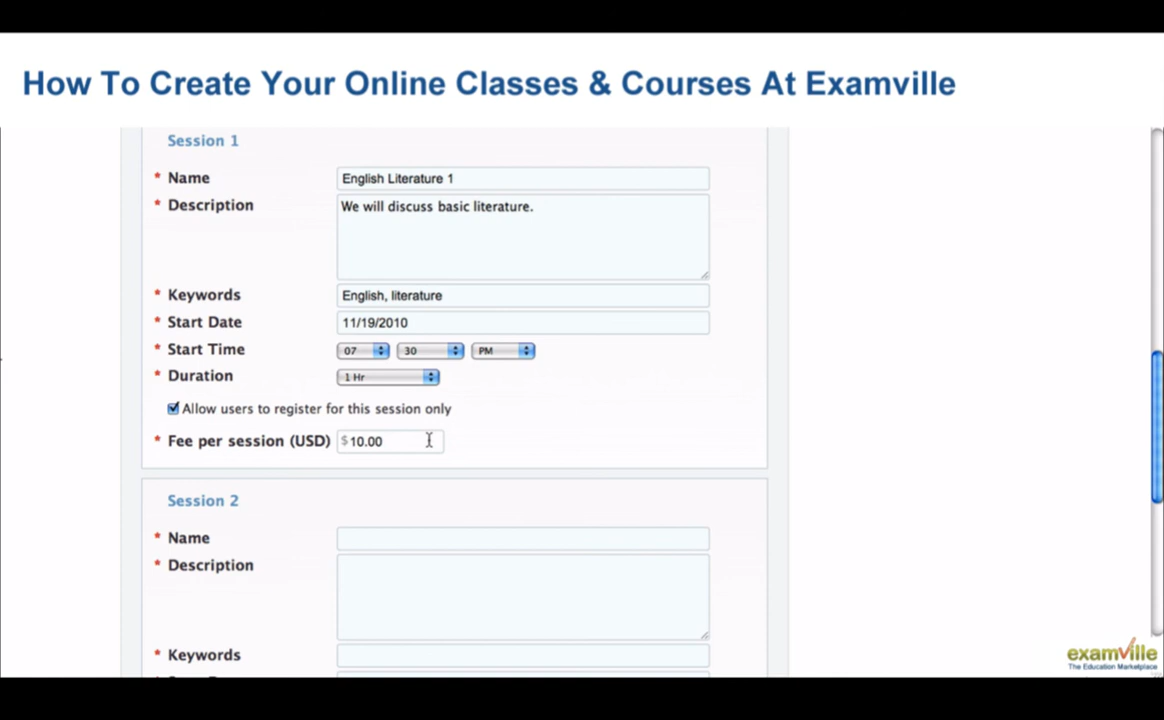 How To Create Your Online Classes & Courses At Examville
Session 1
* Name English Literature 1
* Description We will discuss basic literature.
* Keywords English, literature
* Start Date 11/19/2010
* Start Time 07 30 PM
* Duration 1 Hr
Allow users to register for this session only
* Fee per session (USD) $10.00
Session 2
* Name
* Description
* Keywords
examville
The Education Marketplace